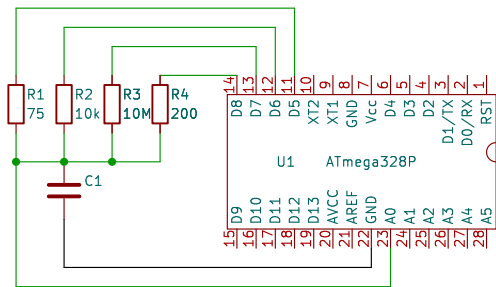 14 13 12 11 10 9 8 7 6 5 4 3 2 1
D8 D7 D6 D5 XT2 XT1 GND Vcc D4 D3 D2 D1/TX D0/RX RST
R1 R2 R3 R4
75 10k 10M 200
U1 ATmega328P
C1
D9 D10 D11 D12 D13 AVCC AREF GND A0 A1 A2 A3 A4 A5
15 16 17 18 19 20 21 22 23 24 25 26 27 28